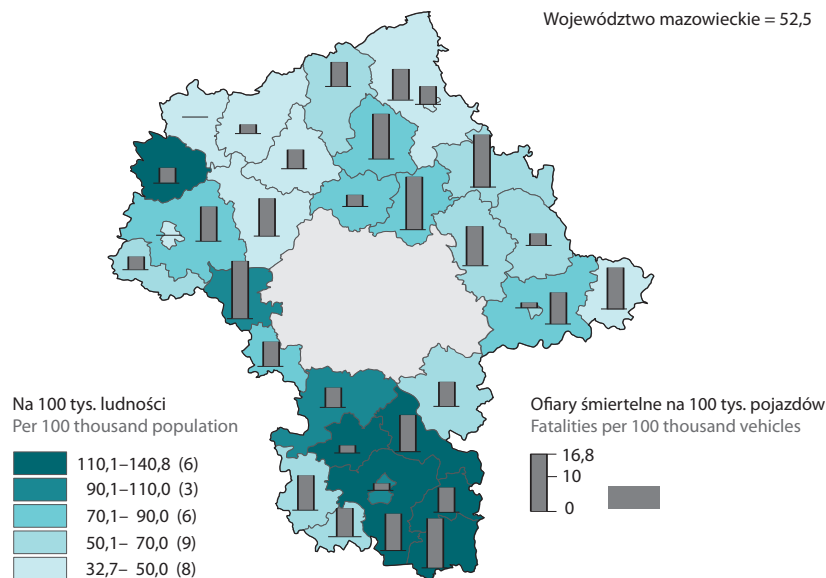 Województwo mazowieckie = 52,5
Na 100 tys. ludności
Per 100 thousand population
110,1–140,8 (6)
90,1–110,0 (3)
70,1– 90,0 (6)
50,1– 70,0 (9)
32,7– 50,0 (8)
Ofiary śmiertelne na 100 tys. pojazdów
Fatalities per 100 thousand vehicles
16,8
10
0